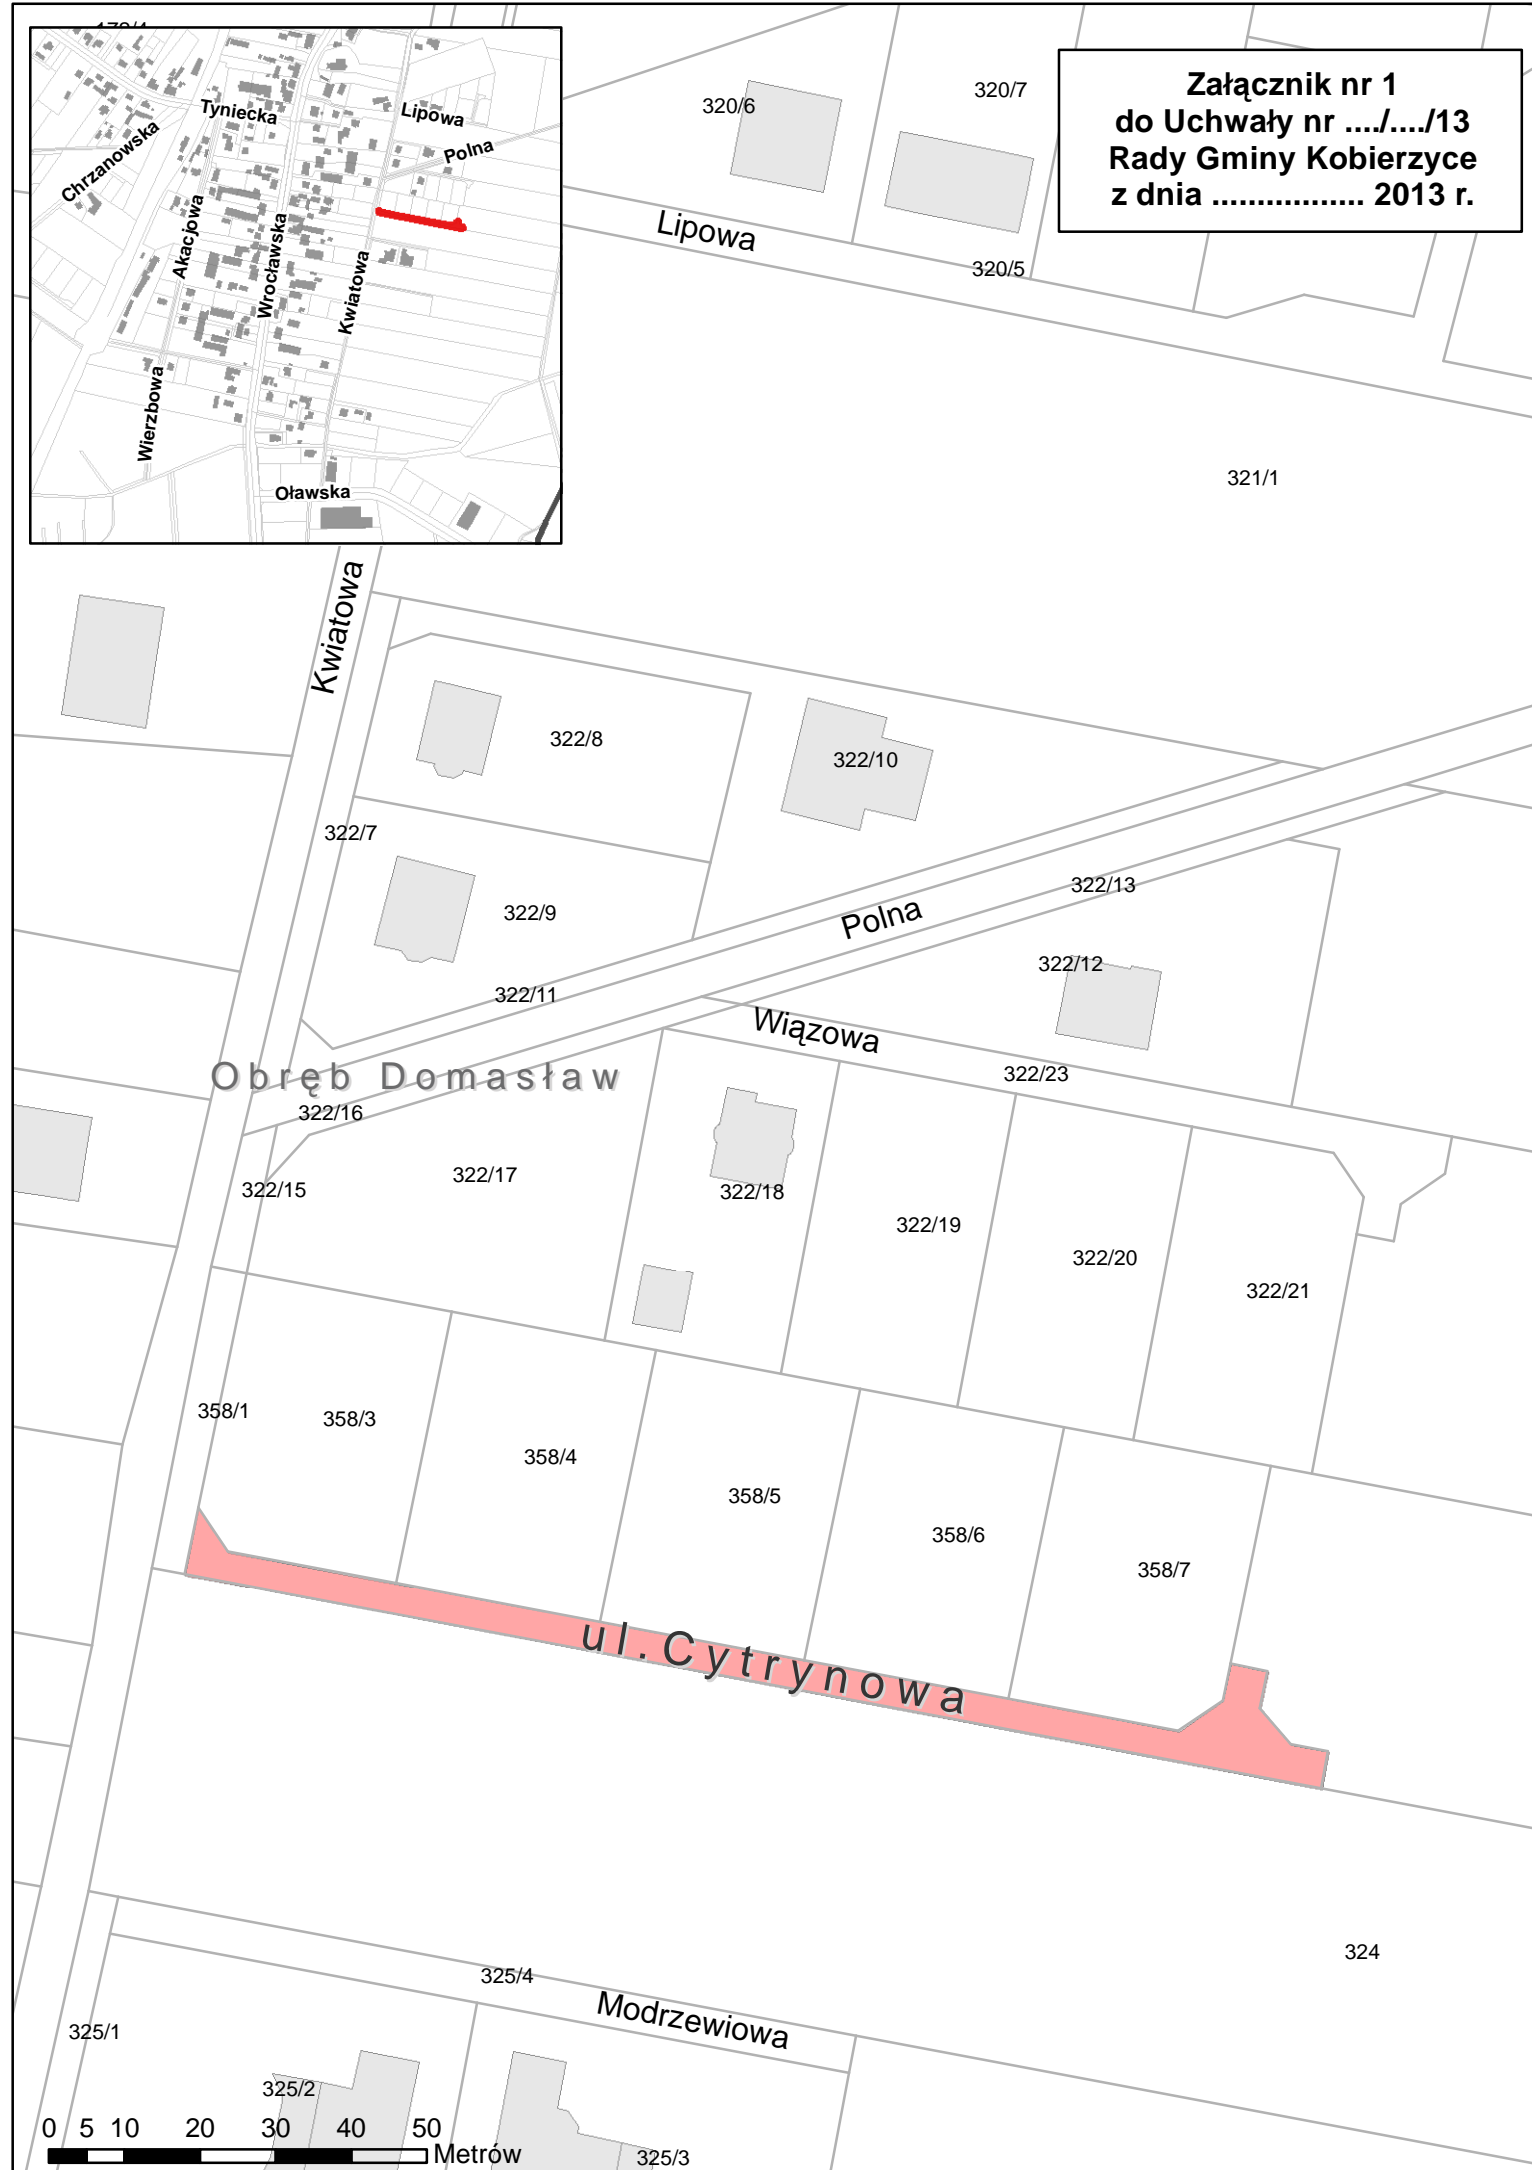 Załącznik nr 1
do Uchwały nr ..../..../13
Rady Gminy Kobierzyce
z dnia ................. 2013 r.
Tyniecka
Lipowa
Polna
Chrzanowska
Akacjowa
Wrocławska
Kwiatowa
Wierzbowa
Oławska
320/6
320/7
Lipowa
320/5
321/1
Kwiatowa
322/8
322/10
322/7
322/9
322/13
Polna
322/12
322/11
Wiązowa
322/23
Obręb Domasław
322/16
322/17
322/15
322/18
322/19
322/20
322/21
358/1
358/3
358/4
358/5
358/6
358/7
ul.Cytrynowa
324
325/4
Modrzewiowa
325/1
325/2
325/3
0 5 10 20 30 40 50
Metrów